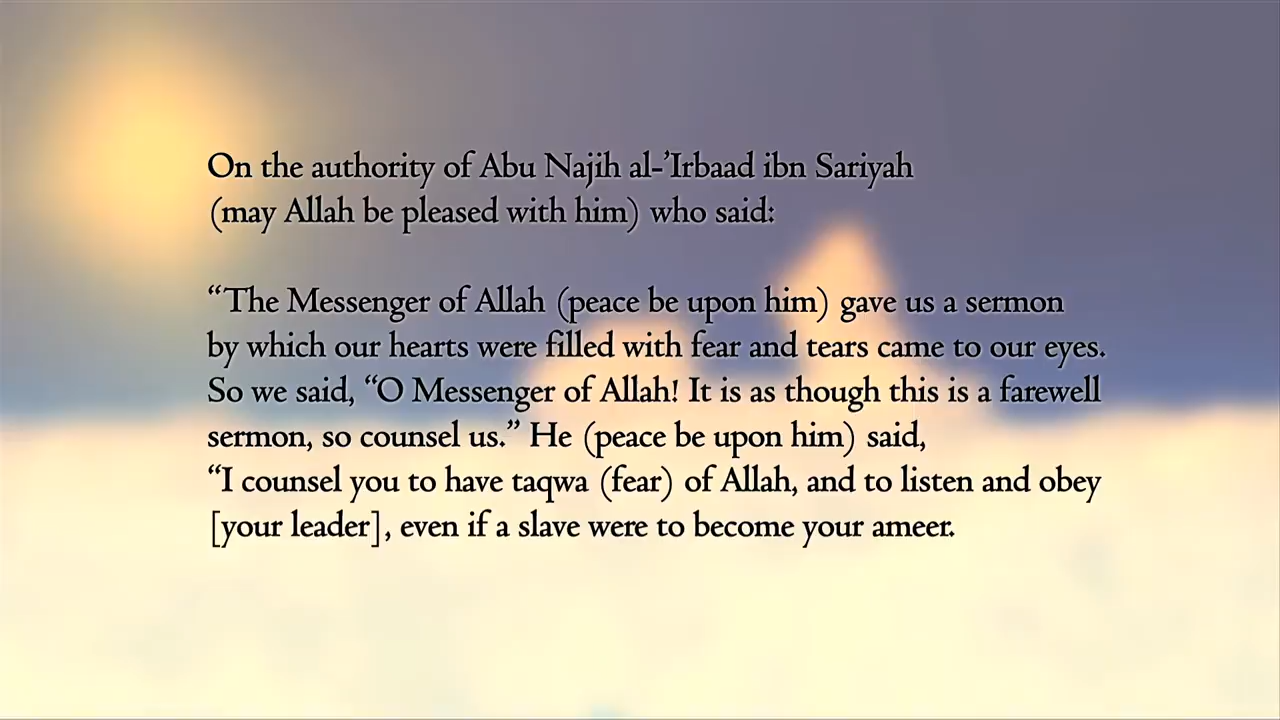 On the authority of Abu Najih al-’Irbaad ibn Sariyah
(may Allah be pleased with him) who said:
“The Messenger of Allah (peace be upon him) gave us a sermon
by which our hearts were filled with fear and tears came to our eyes.
So we said, “O Messenger of Allah! It is as though this is a farewell
sermon, so counsel us.” He (peace be upon him) said,
“I counsel you to have taqwa (fear) of Allah, and to listen and obey
[your leader], even if a slave were to become your ameer.